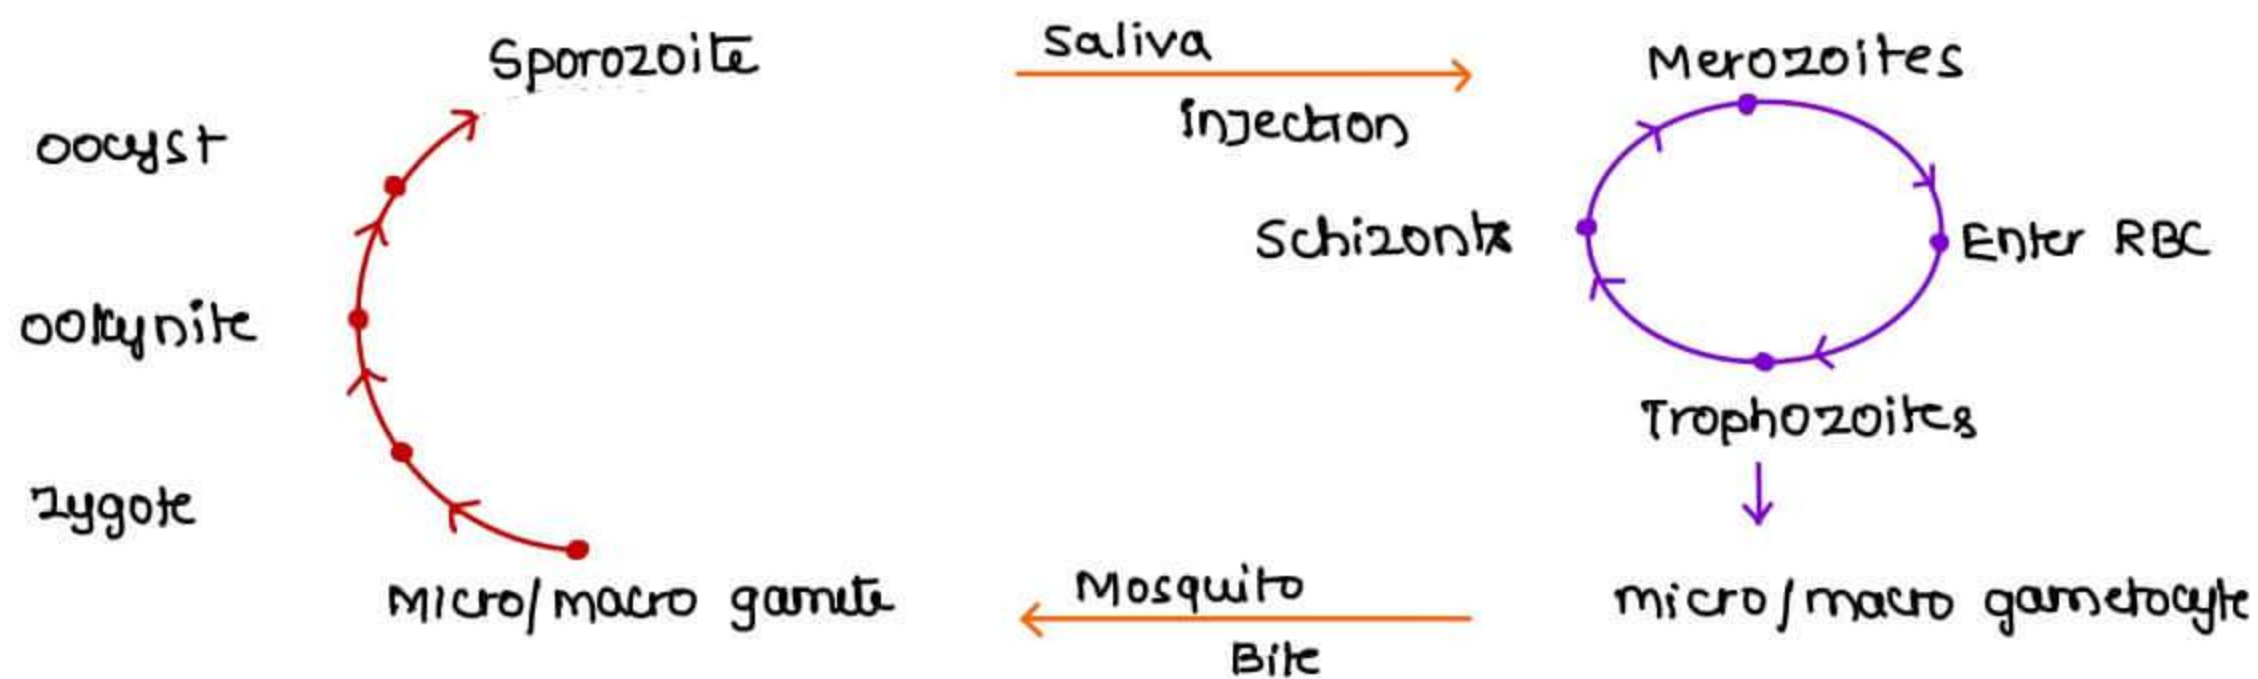 Sporozoite
Saliva
injection
Merozoites
oocyst
Schizonts
Enter RBC
ookynite
Trophozoites
Zygote
Micro/macro gamete
Mosquito
Bite
micro/macro gametocyte